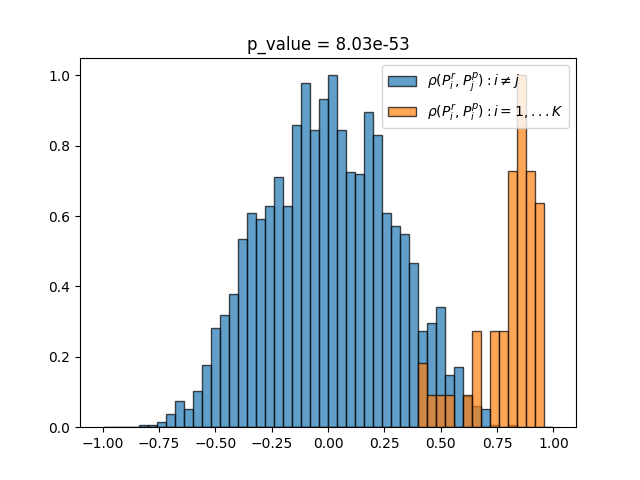 p_value = 8.03e-53
1.0
0.8
0.6
0.4
0.2
0.0
ρ(P_i^r, P_j^p) : i ≠ j
ρ(P_i^r, P_i^p) : i = 1, ... K
−1.00 −0.75 −0.50 −0.25 0.00 0.25 0.50 0.75 1.00